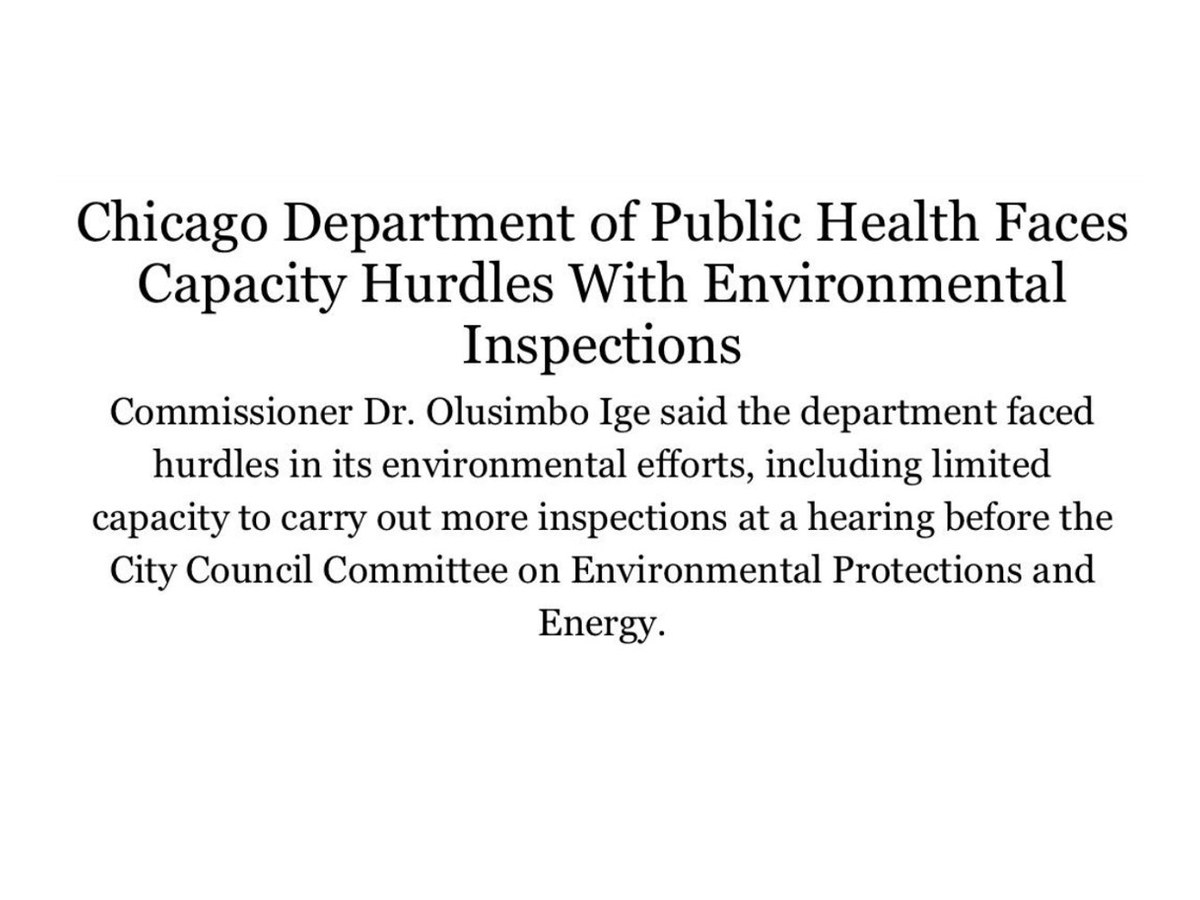 Chicago Department of Public Health Faces
Capacity Hurdles With Environmental
Inspections
Commissioner Dr. Olusimbo Ige said the department faced
hurdles in its environmental efforts, including limited
capacity to carry out more inspections at a hearing before the
City Council Committee on Environmental Protections and
Energy.